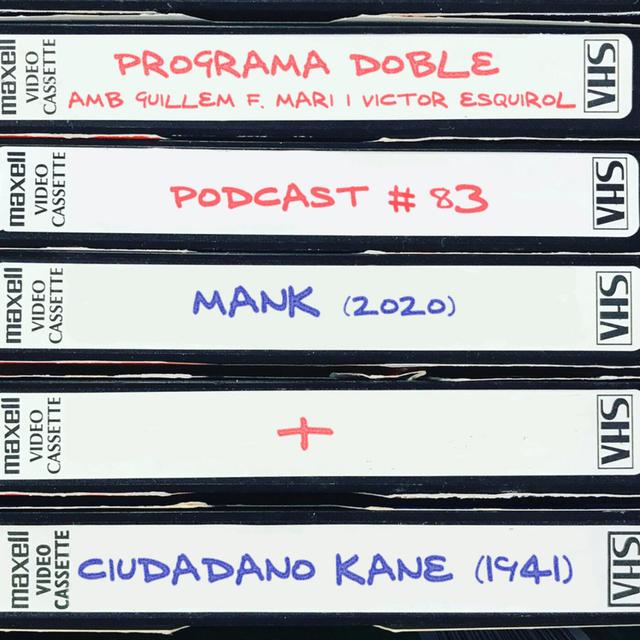 maxell
VIDEO
CASSETTE
PROGRAMA DOBLE
AMB GUILLEM F. MARI I VICTOR ESQUIROL
VHS
maxell
VIDEO
CASSETTE
PODCAST # 83
VHS
maxell
VIDEO
CASSETTE
MANK (2020)
VHS
maxell
VIDEO
CASSETTE
+
VHS
maxell
VIDEO
CASSETTE
CIUDADANO KANE (1941)
VHS